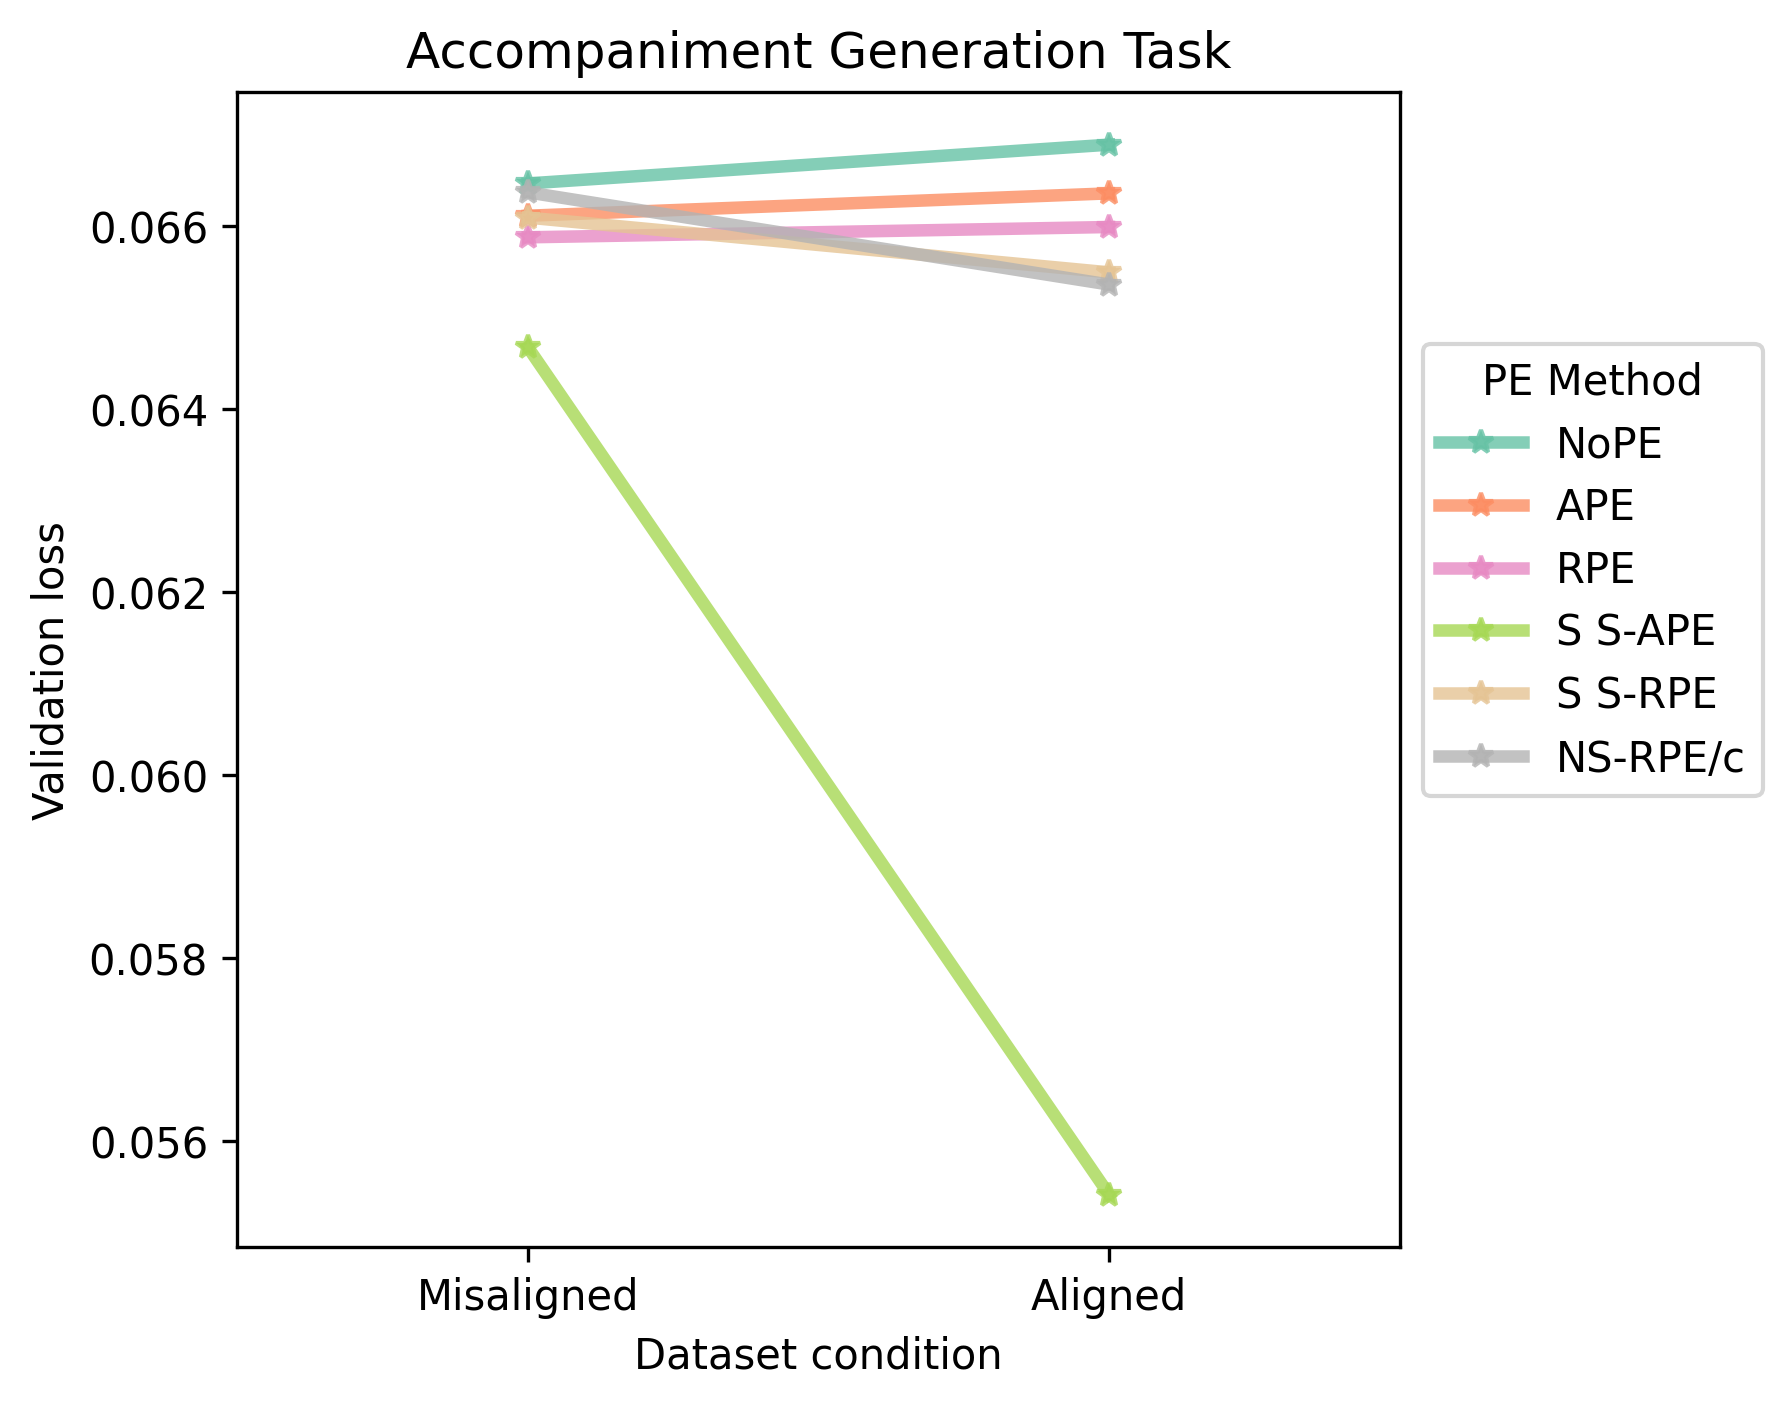 Accompaniment Generation Task
Validation loss
0.066
0.064
0.062
0.060
0.058
0.056
Misaligned
Aligned
Dataset condition
PE Method
NoPE
APE
RPE
S S-APE
S S-RPE
NS-RPE/c